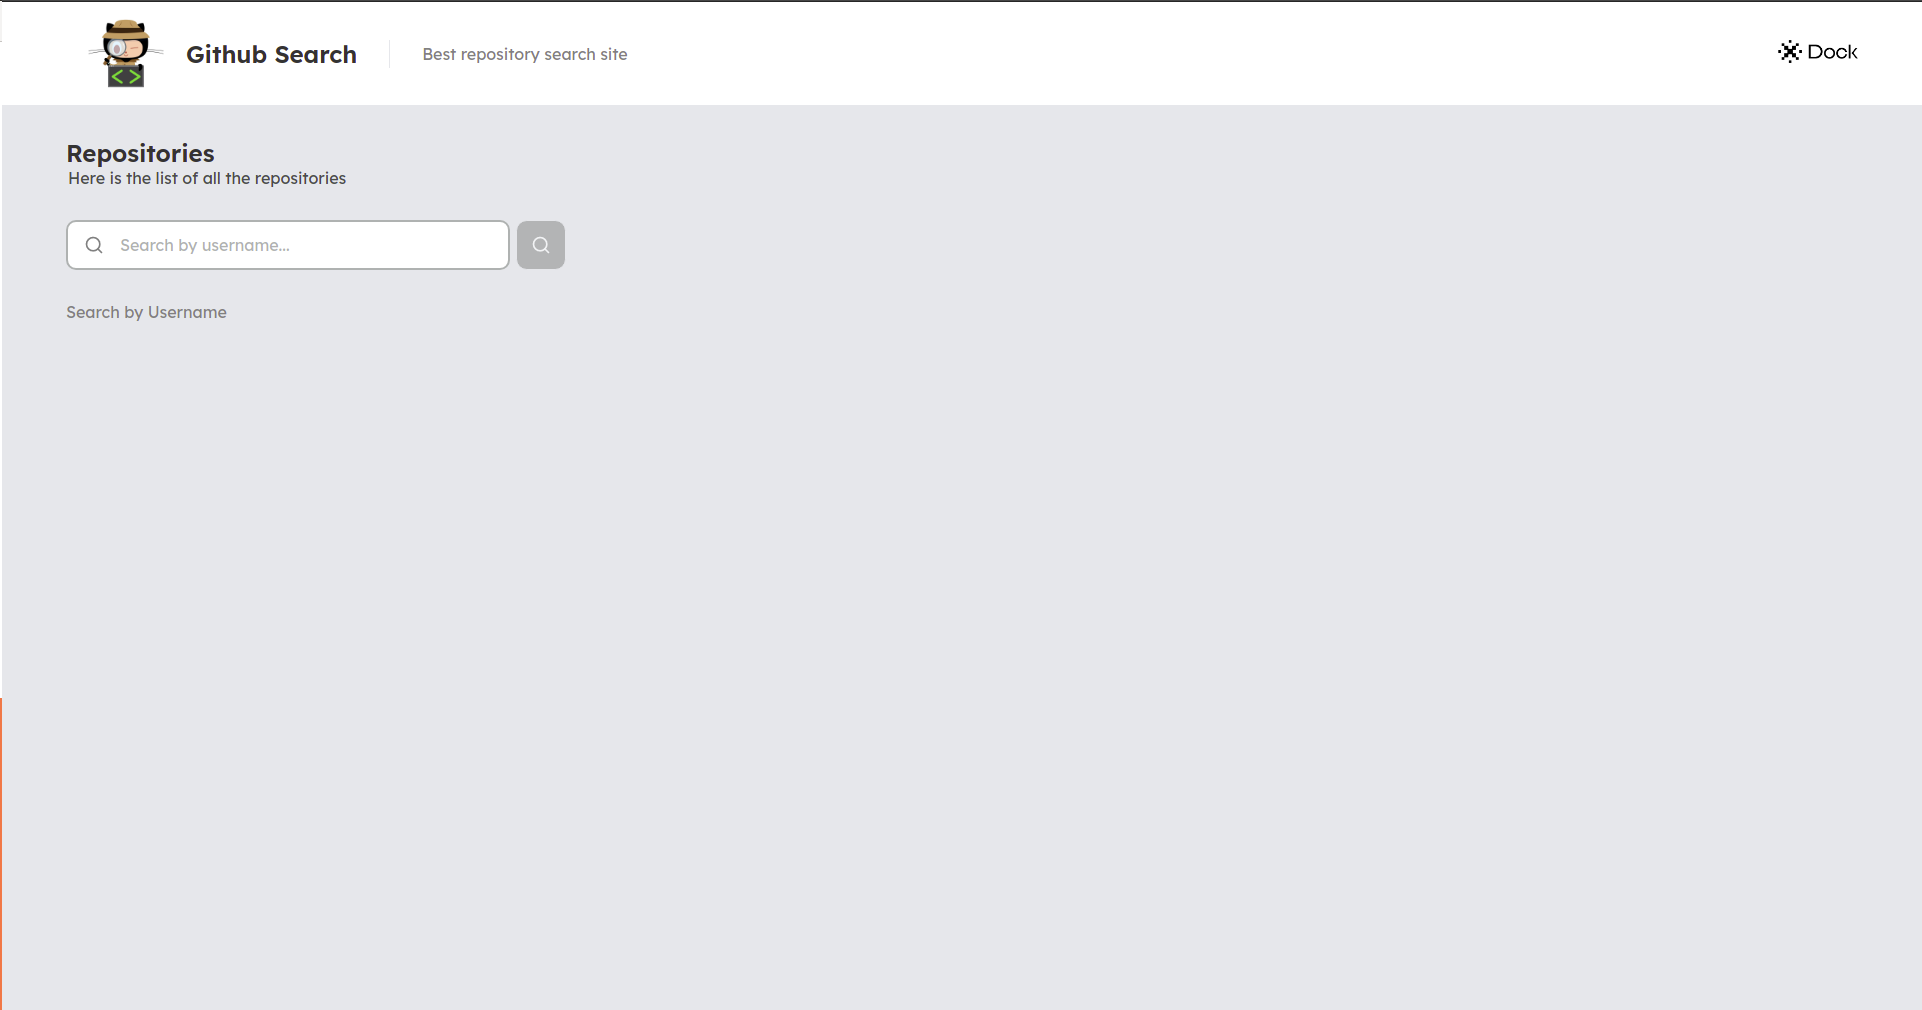 Github Search
Best repository search site
Dock
Repositories
Here is the list of all the repositories
Search by username...
Search by Username